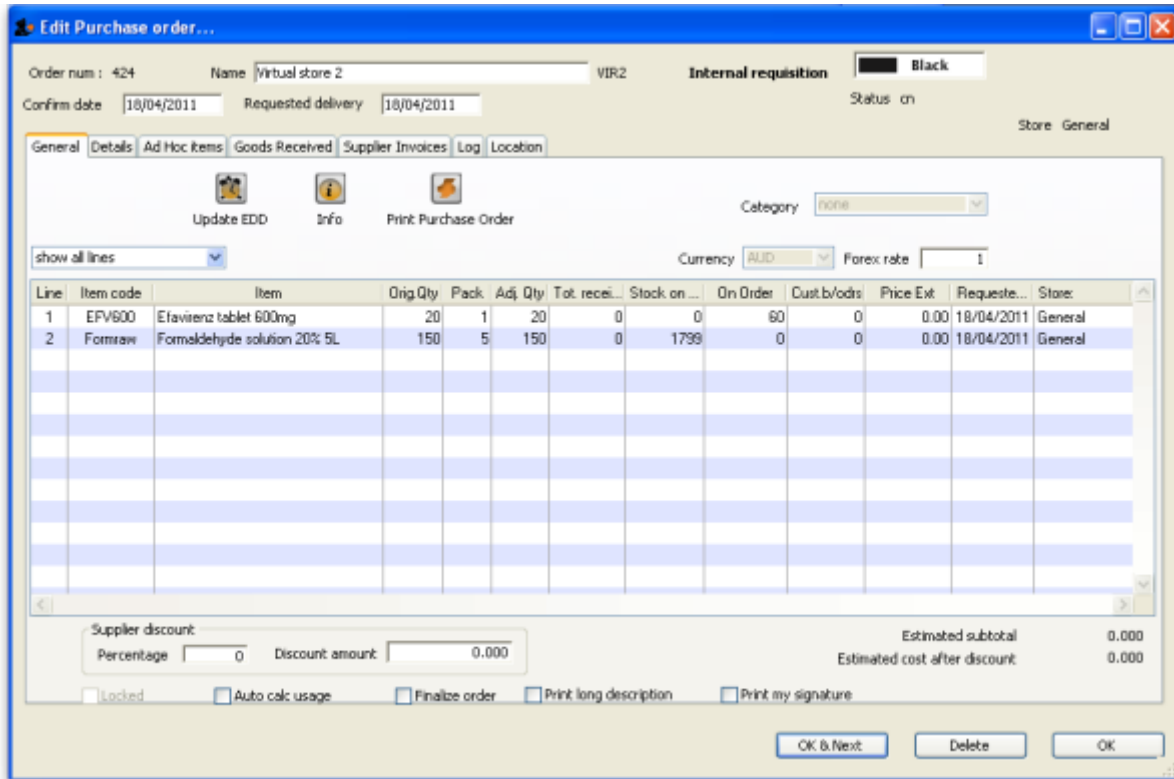 Edit Purchase order...
Order num : 424 Name Virtual store 2 VIR2 Internal requisition Black
Confirm date 18/04/2011 Requested delivery 18/04/2011 Status cn
Store General
General Details Ad Hoc items Goods Received Supplier Invoices Log Location
Update EDD Info Print Purchase Order Category none
show all lines Currency AUD Forex rate 1
Line Item code Item Orig.Qty Pack Adj. Qty Tot. recei... Stock on ... On Order Cust.b/odrs Price Ext Requeste... Store:
1 EFV600 Efavirenz tablet 600mg 20 1 20 0 0 60 0 0.00 18/04/2011 General
2 Formraw Formaldehyde solution 20% 5L 150 5 150 0 1799 0 0 0.00 18/04/2011 General
Supplier discount
Percentage 0 Discount amount 0.000
Estimated subtotal 0.000
Estimated cost after discount 0.000
Locked Auto calc usage Finalize order Print long description Print my signature
OK & Next Delete OK